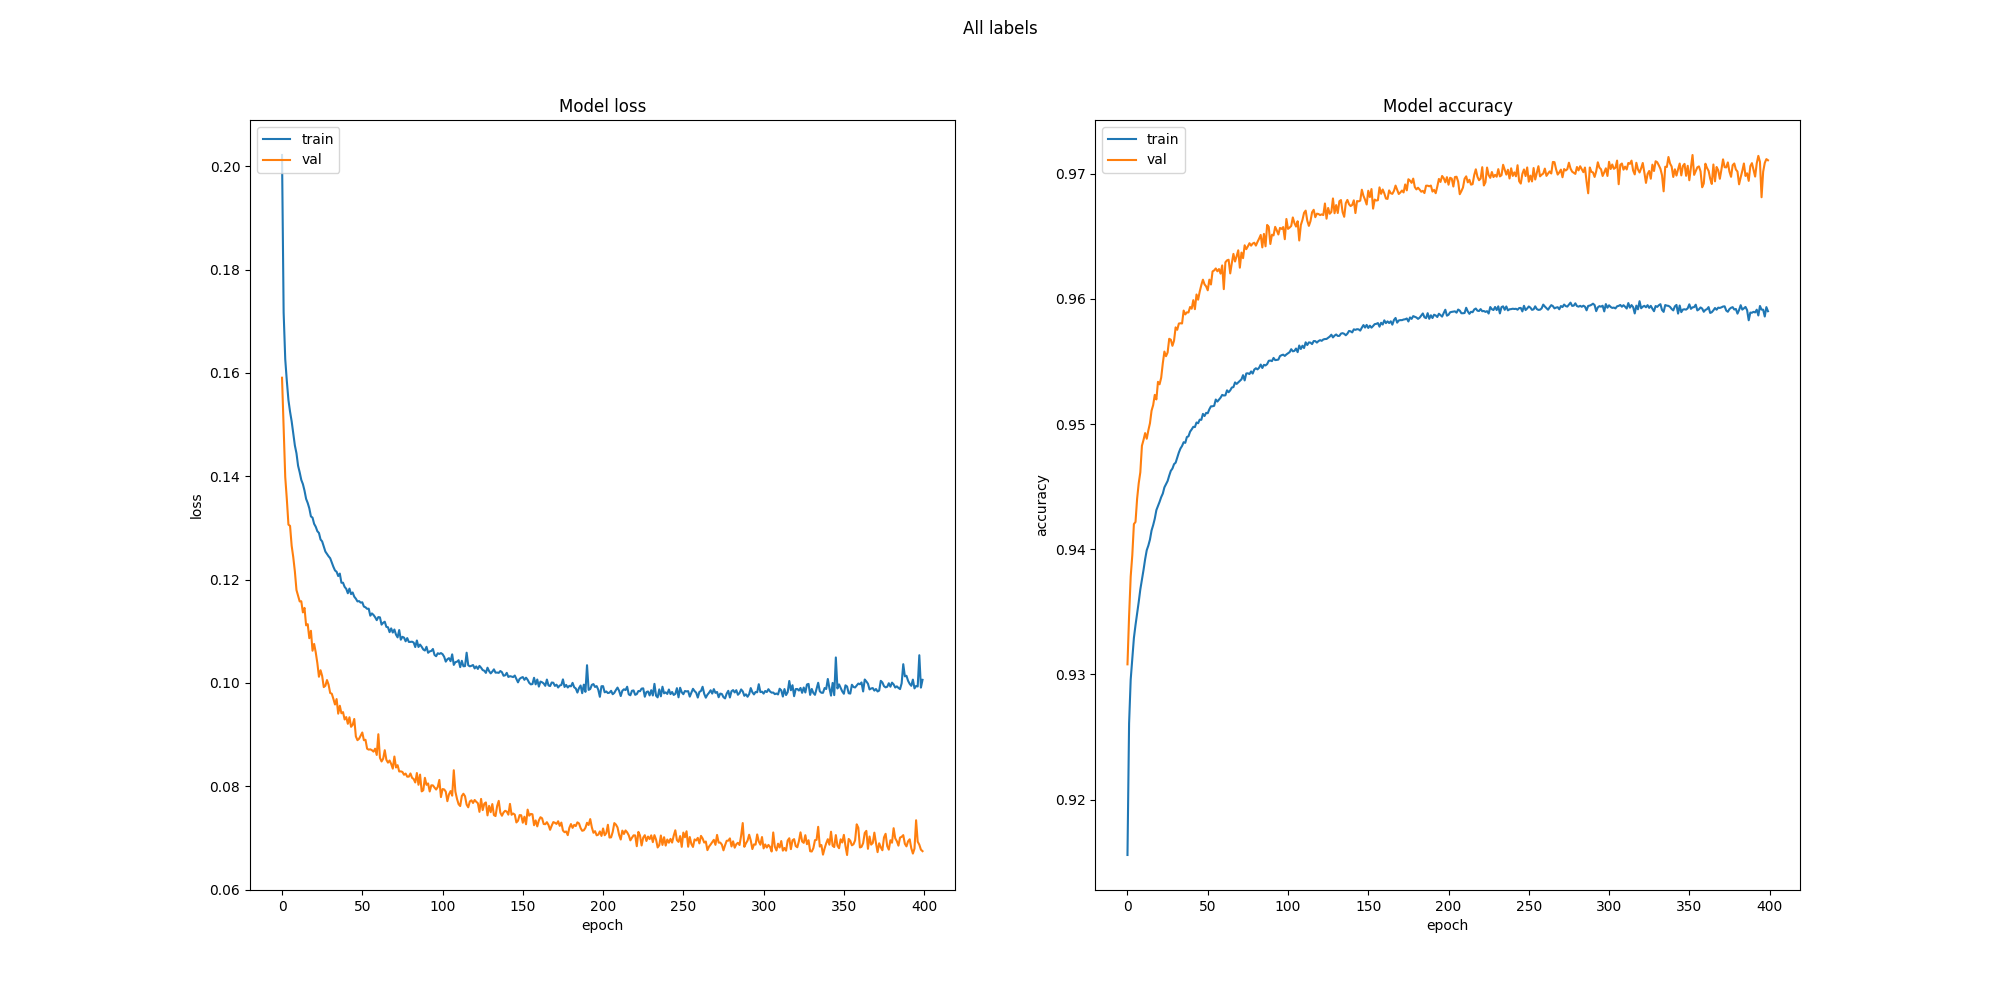 All labels
Model loss
train
val
0.20
0.18
0.16
0.14
0.12
0.10
0.08
0.06
loss
0 50 100 150 200 250 300 350 400
epoch
Model accuracy
train
val
0.97
0.96
0.95
0.94
0.93
0.92
accuracy
0 50 100 150 200 250 300 350 400
epoch